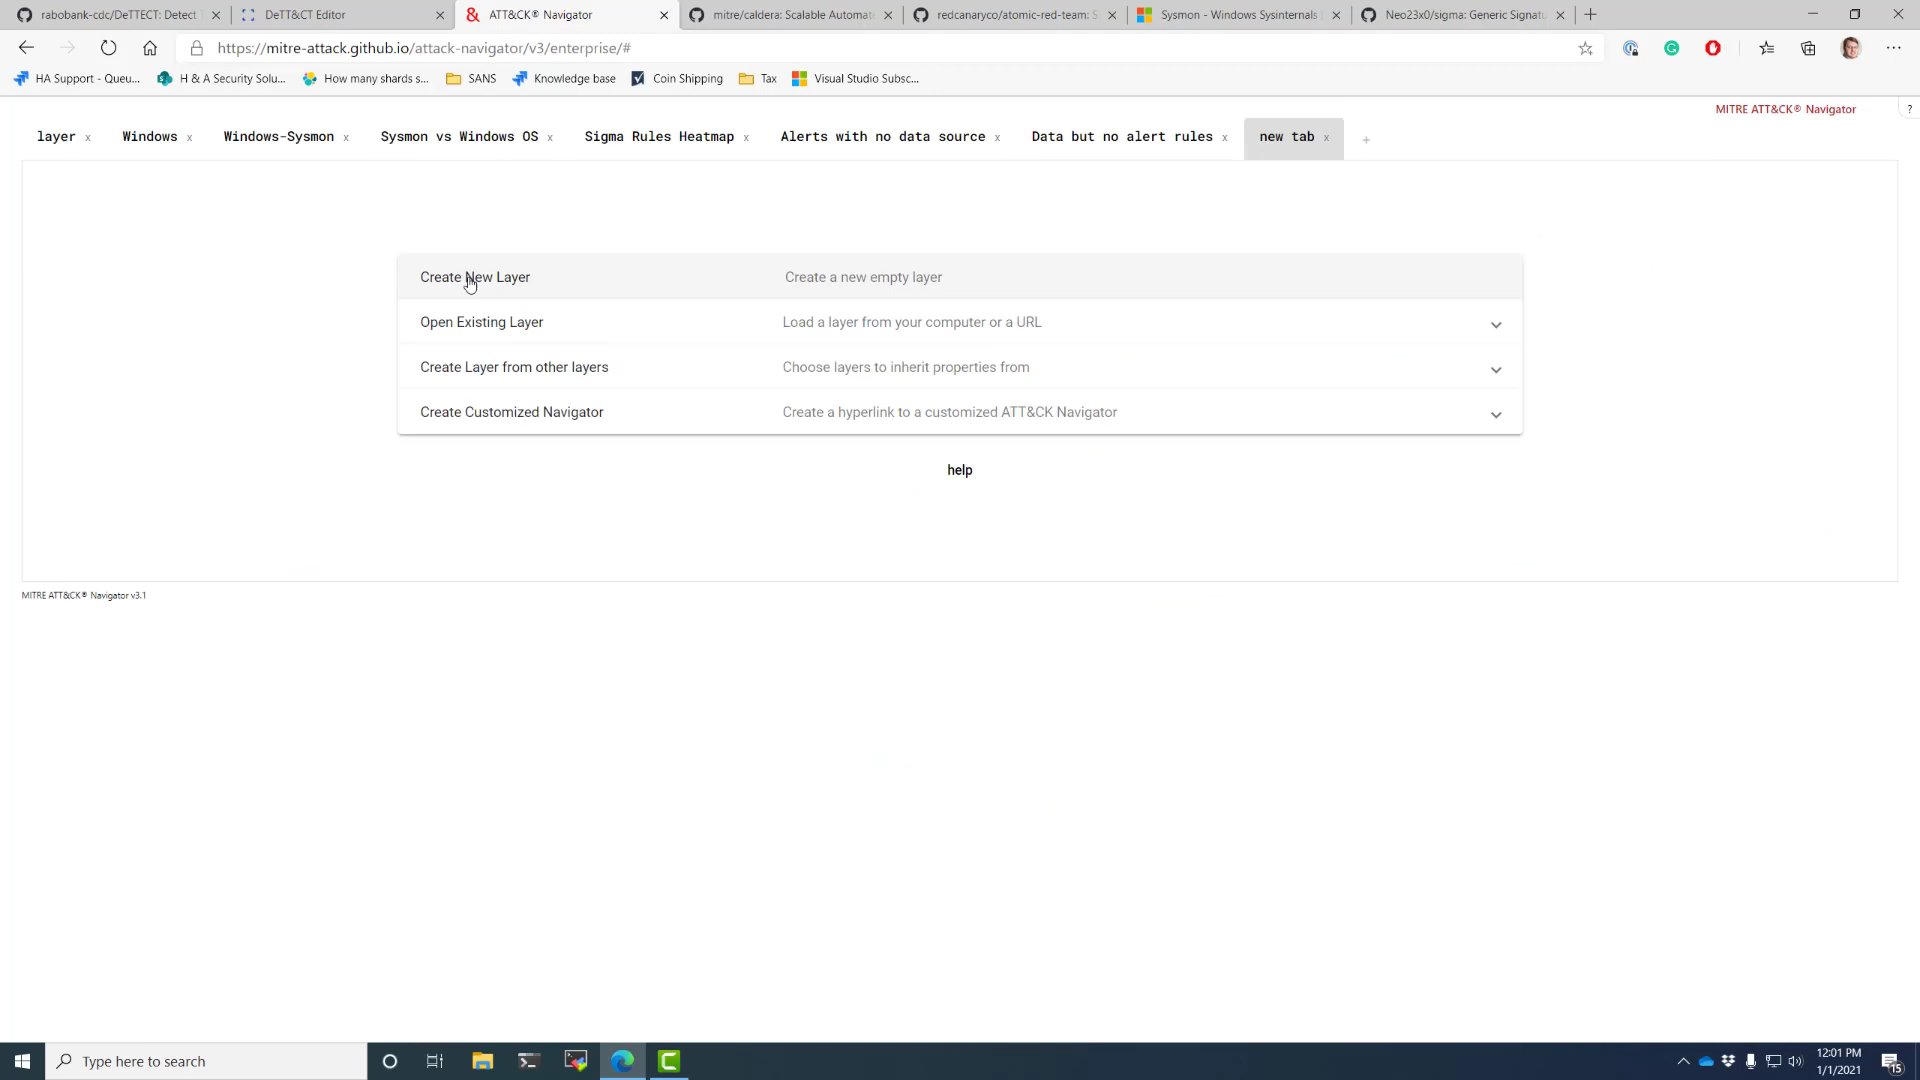 rabobank-cdc/DeTTECT: Detect T
DeTT&CT Editor
ATT&CK® Navigator
mitre/caldera: Scalable Automate
redcanaryco/atomic-red-team: S
Sysmon - Windows Sysinternals
Neo23x0/sigma: Generic Signatu
https://mitre-attack.github.io/attack-navigator/v3/enterprise/#
HA Support - Queu...
H & A Security Solu...
How many shards s...
SANS
Knowledge base
Coin Shipping
Tax
Visual Studio Subsc...
MITRE ATT&CK® Navigator
?
layer x
Windows x
Windows-Sysmon x
Sysmon vs Windows OS x
Sigma Rules Heatmap x
Alerts with no data source x
Data but no alert rules x
new tab x
+
Create New Layer
Create a new empty layer
Open Existing Layer
Load a layer from your computer or a URL
Create Layer from other layers
Choose layers to inherit properties from
Create Customized Navigator
Create a hyperlink to a customized ATT&CK Navigator
help
MITRE ATT&CK® Navigator v3.1
Type here to search
12:01 PM
1/1/2021
15